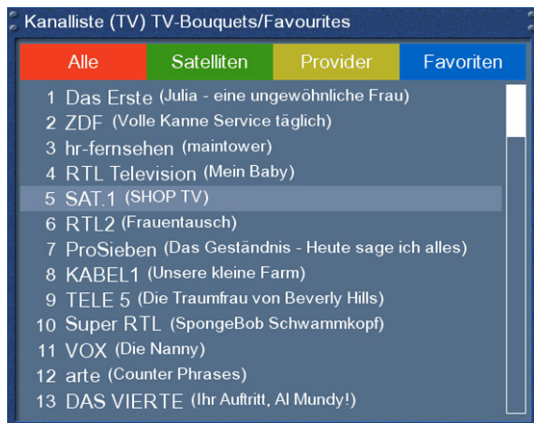 Kanalliste (TV) TV-Bouquets/Favourites
Alle Satelliten Provider Favoriten
1 Das Erste (Julia - eine ungewöhnliche Frau)
2 ZDF (Volle Kanne Service täglich)
3 hr-fernsehen (maintower)
4 RTL Television (Mein Baby)
5 SAT.1 (SHOP TV)
6 RTL2 (Frauentausch)
7 ProSieben (Das Geständnis - Heute sage ich alles)
8 KABEL1 (Unsere kleine Farm)
9 TELE 5 (Die Traumfrau von Beverly Hills)
10 Super RTL (SpongeBob Schwammkopf)
11 VOX (Die Nanny)
12 arte (Counter Phrases)
13 DAS VIERTE (Ihr Auftritt, Al Mundy!)